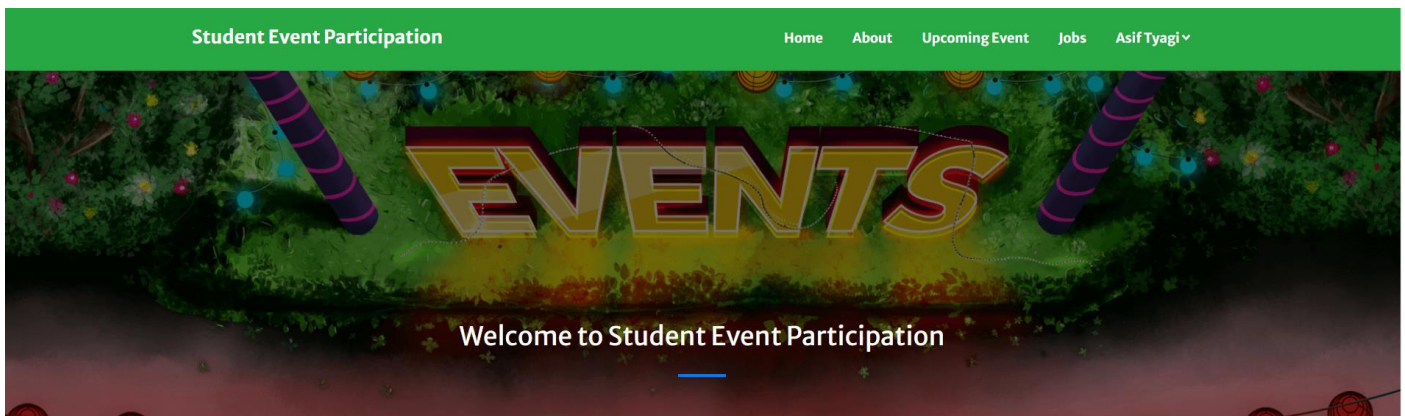 Student Event Participation
Home About Upcoming Event Jobs Asif Tyagi
EVENTS
Welcome to Student Event Participation